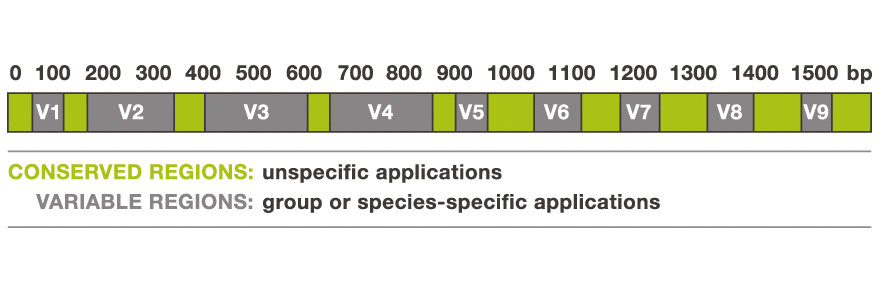 0 100 200 300 400 500 600 700 800 900 1000 1100 1200 1300 1400 1500 bp
V1 V2 V3 V4 V5 V6 V7 V8 V9
CONSERVED REGIONS: unspecific applications
VARIABLE REGIONS: group or species-specific applications